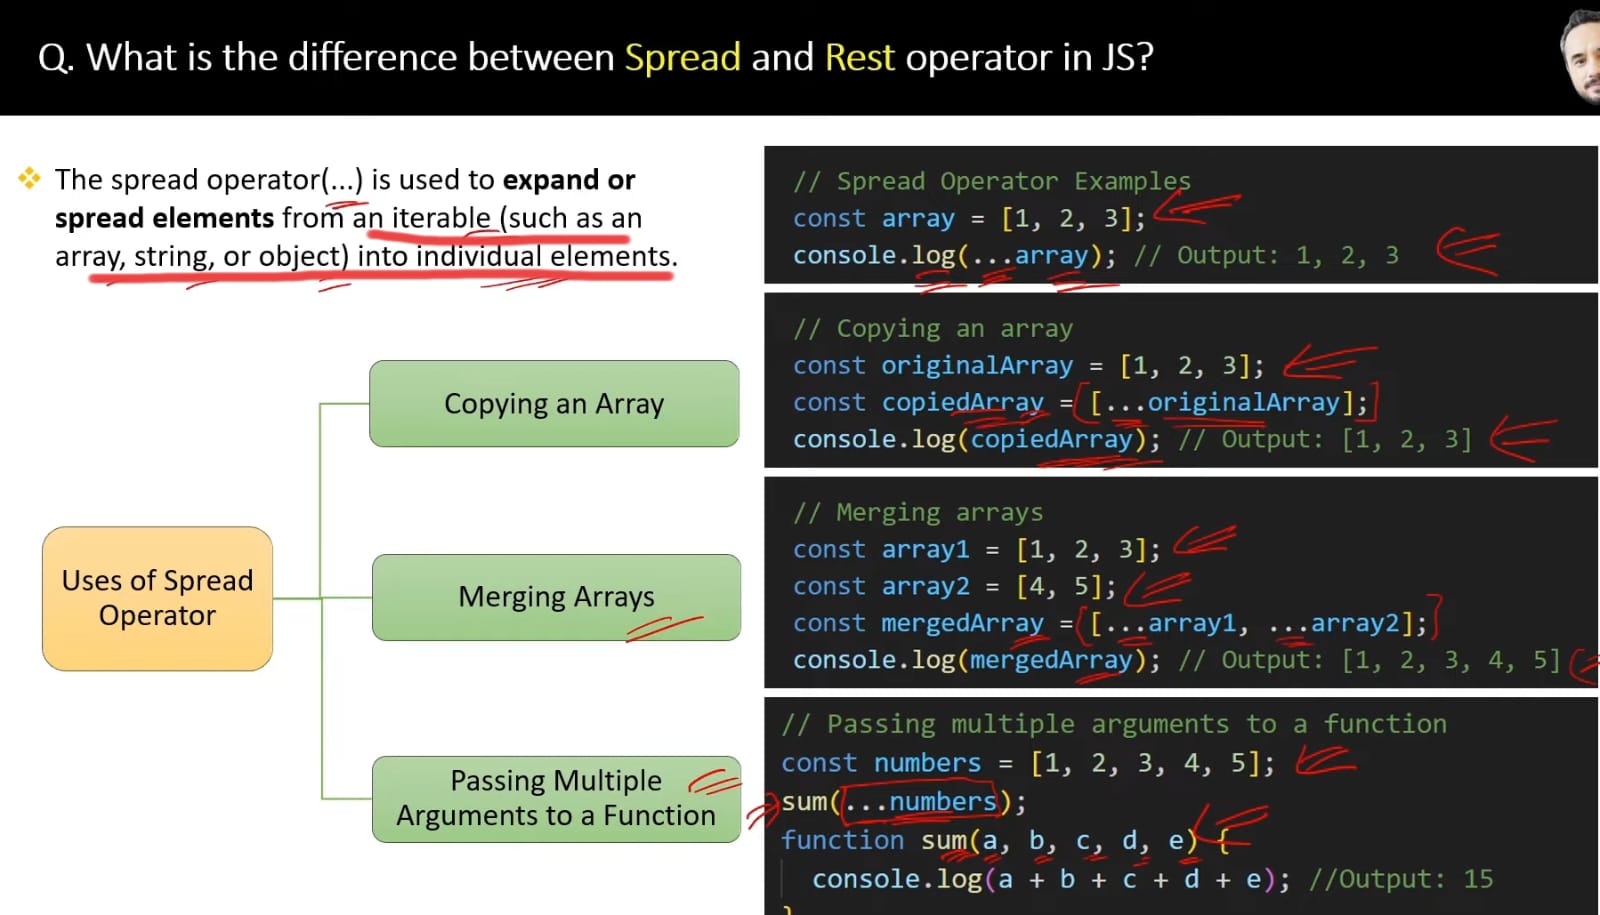 Q. What is the difference between Spread and Rest operator in JS?
The spread operator(...) is used to expand or
spread elements from an iterable (such as an
array, string, or object) into individual elements.
Uses of Spread
Operator
Copying an Array
Merging Arrays
Passing Multiple
Arguments to a Function
// Spread Operator Examples
const array = [1, 2, 3];
console.log(...array); // Output: 1, 2, 3
// Copying an array
const originalArray = [1, 2, 3];
const copiedArray = [...originalArray];
console.log(copiedArray); // Output: [1, 2, 3]
// Merging arrays
const array1 = [1, 2, 3];
const array2 = [4, 5];
const mergedArray = [...array1, ...array2];
console.log(mergedArray); // Output: [1, 2, 3, 4, 5]
// Passing multiple arguments to a function
const numbers = [1, 2, 3, 4, 5];
sum(...numbers);
function sum(a, b, c, d, e) {
console.log(a + b + c + d + e); //Output: 15
}